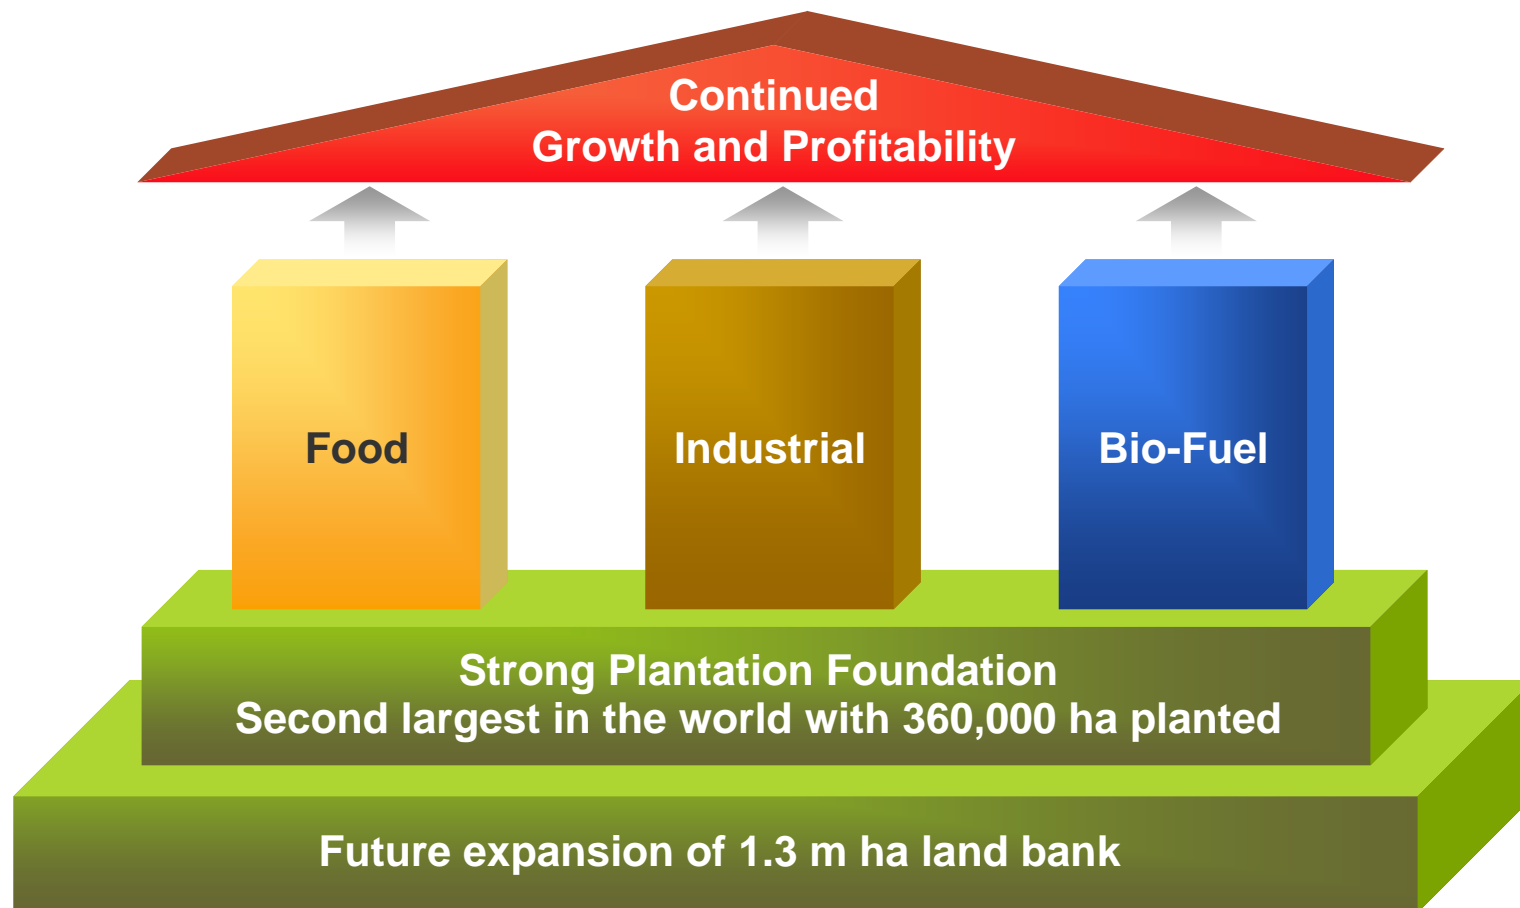 Continued
Growth and Profitability
Food
Industrial
Bio-Fuel
Strong Plantation Foundation
Second largest in the world with 360,000 ha planted
Future expansion of 1.3 m ha land bank